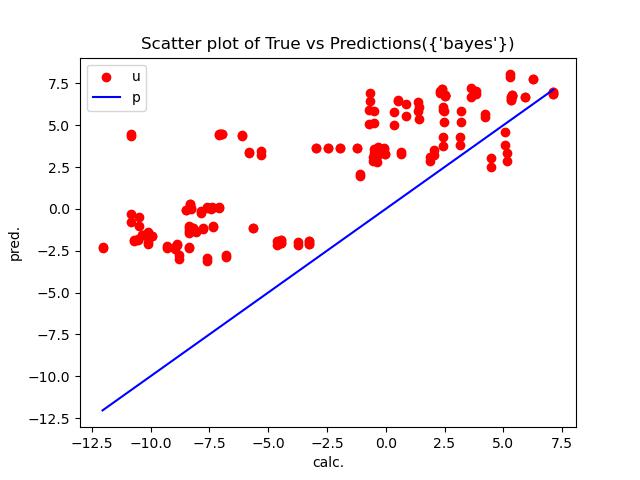 Scatter plot of True vs Predictions({'bayes'})
u
p
7.5
5.0
2.5
0.0
−2.5
−5.0
−7.5
−10.0
−12.5
pred.
−12.5 −10.0 −7.5 −5.0 −2.5 0.0 2.5 5.0 7.5
calc.